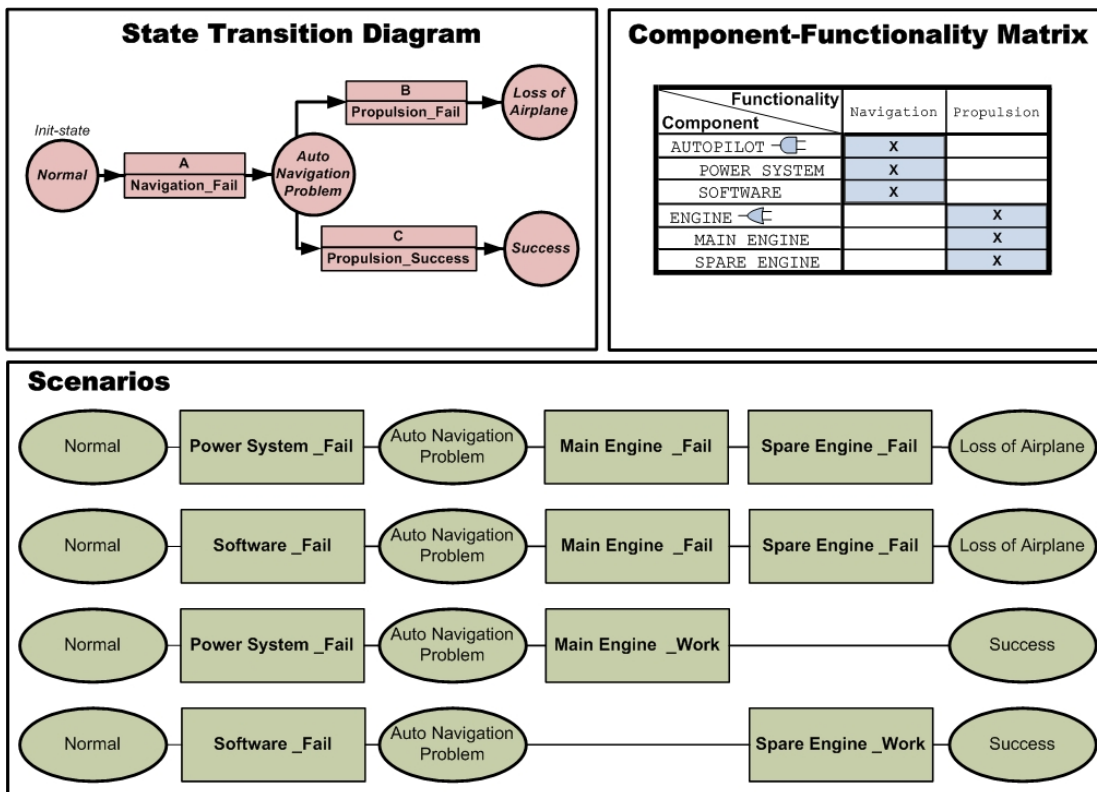 State Transition Diagram
Init-state
Normal
A
Navigation_Fail
Auto
Navigation
Problem
B
Propulsion_Fail
Loss of
Airplane
C
Propulsion_Success
Success
Component-Functionality Matrix
Functionality
Component
Navigation
Propulsion
AUTOPILOT
X
POWER SYSTEM
X
SOFTWARE
X
ENGINE
X
MAIN ENGINE
X
SPARE ENGINE
X
Scenarios
Normal
Power System _Fail
Auto Navigation
Problem
Main Engine _Fail
Spare Engine _Fail
Loss of Airplane
Normal
Software _Fail
Auto Navigation
Problem
Main Engine _Fail
Spare Engine _Fail
Loss of Airplane
Normal
Power System _Fail
Auto Navigation
Problem
Main Engine _Work
Success
Normal
Software _Fail
Auto Navigation
Problem
Spare Engine _Work
Success